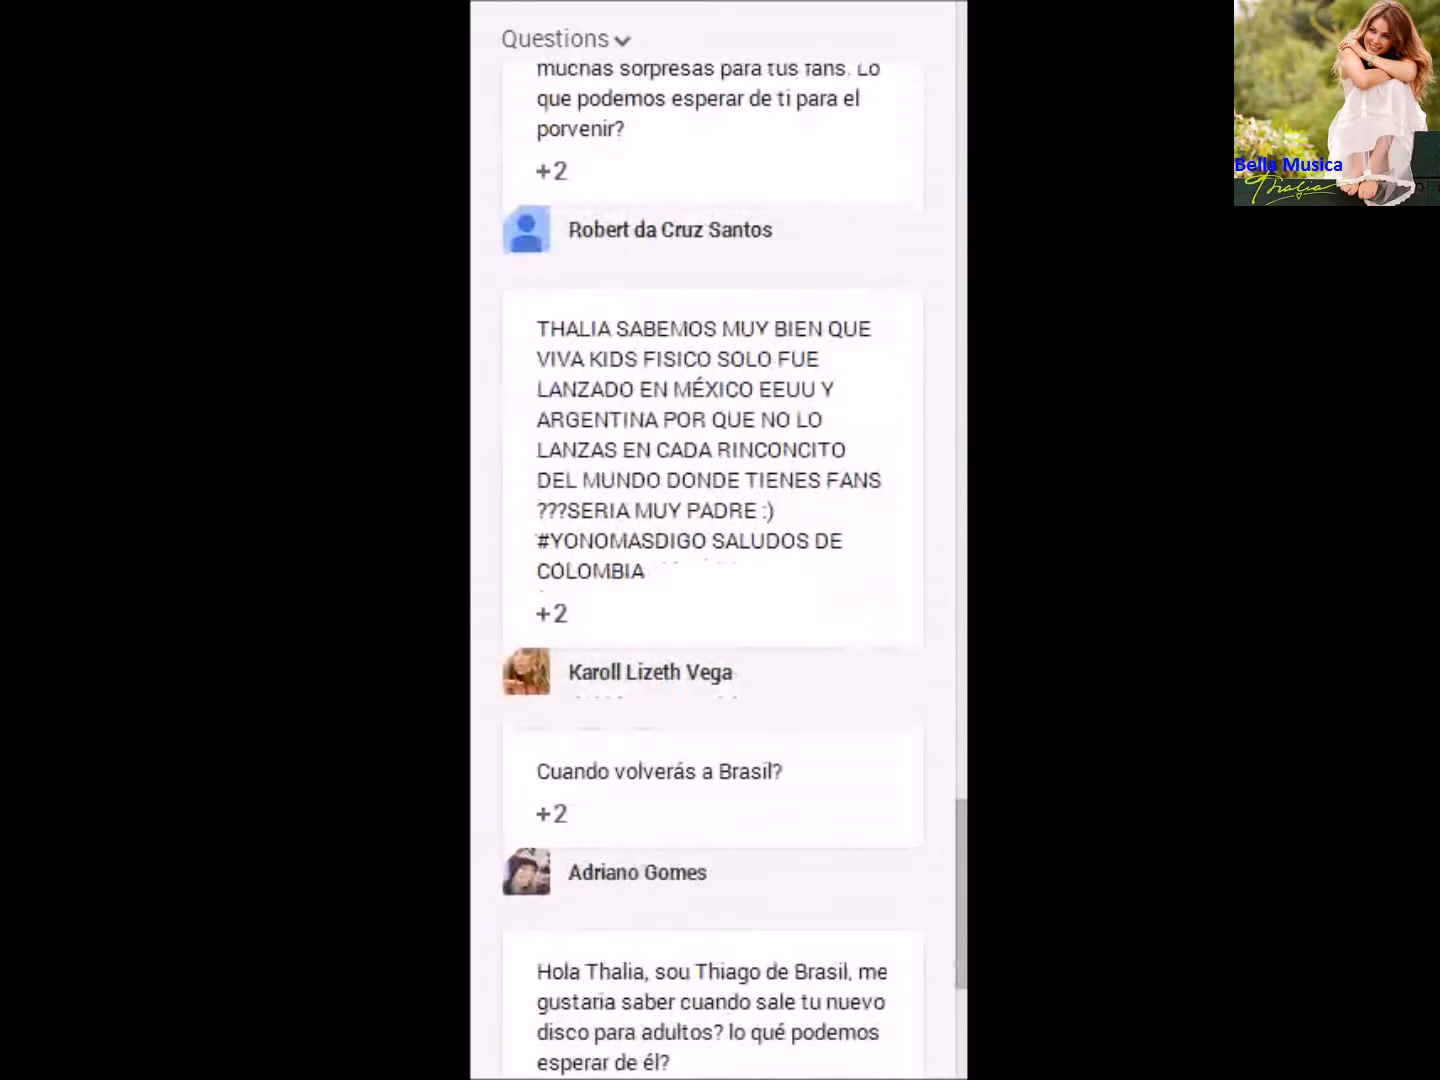 Questions
muchas sorpresas para tus fans. Lo
que podemos esperar de ti para el
porvenir?
+2
Robert da Cruz Santos
THALIA SABEMOS MUY BIEN QUE
VIVA KIDS FISICO SOLO FUE
LANZADO EN MÉXICO EEUU Y
ARGENTINA POR QUE NO LO
LANZAS EN CADA RINCONCITO
DEL MUNDO DONDE TIENES FANS
???SERIA MUY PADRE :)
#YONOMASDIGO SALUDOS DE
COLOMBIA
+2
Karoll Lizeth Vega
Cuando volverás a Brasil?
+2
Adriano Gomes
Hola Thalia, sou Thiago de Brasil, me
gustaria saber cuando sale tu nuevo
disco para adultos? lo qué podemos
esperar de él?
Bella Musica
Thalia